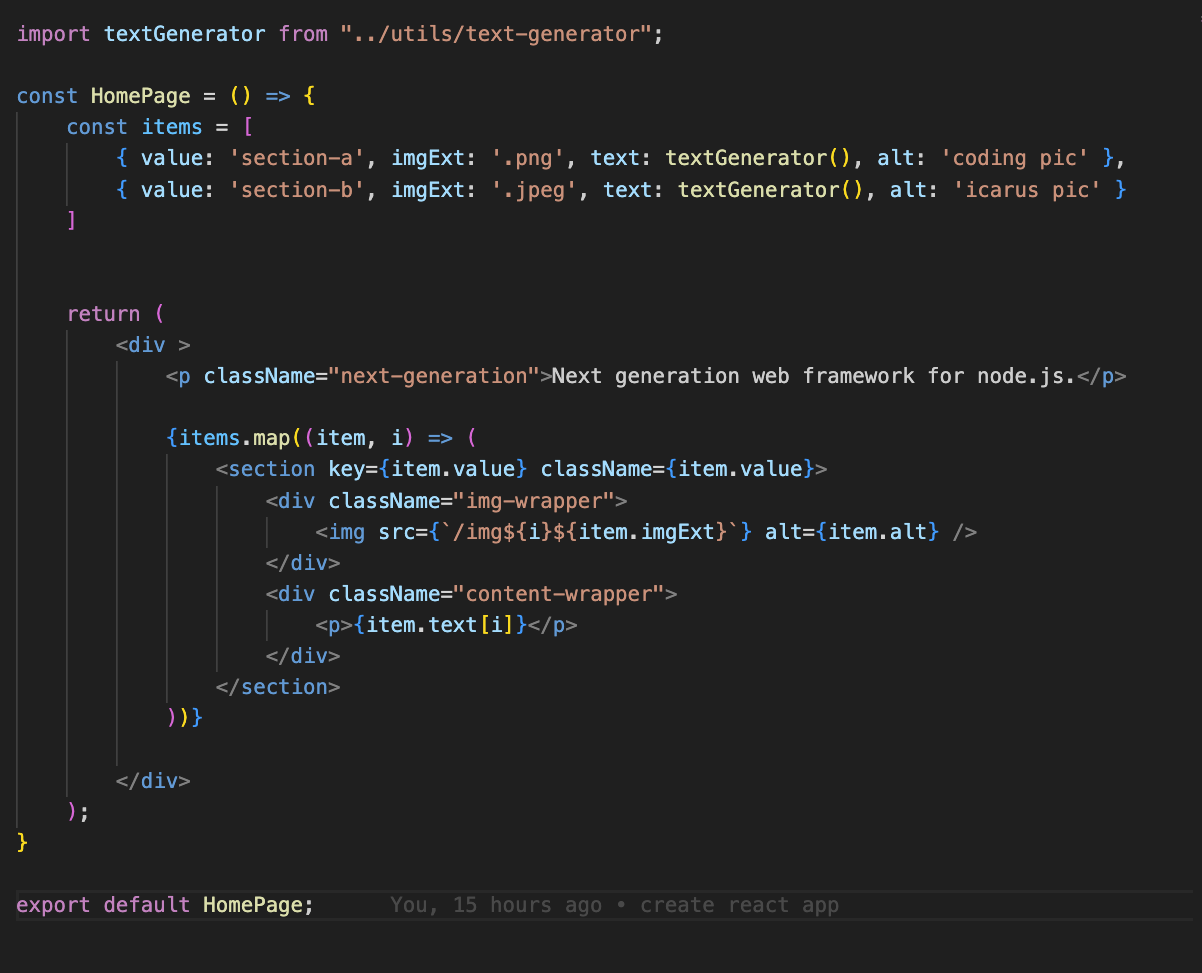 import textGenerator from "../utils/text-generator";
const HomePage = () => {
const items = [
{ value: 'section-a', imgExt: '.png', text: textGenerator(), alt: 'coding pic' },
{ value: 'section-b', imgExt: '.jpeg', text: textGenerator(), alt: 'icarus pic' }
]
return (
<div >
<p className="next-generation">Next generation web framework for node.js.</p>
{items.map((item, i) => (
<section key={item.value} className={item.value}>
<div className="img-wrapper">
<img src={`/img${i}${item.imgExt}`} alt={item.alt} />
</div>
<div className="content-wrapper">
<p>{item.text[i]}</p>
</div>
</section>
))}
</div>
);
}
export default HomePage; You, 15 hours ago • create react app